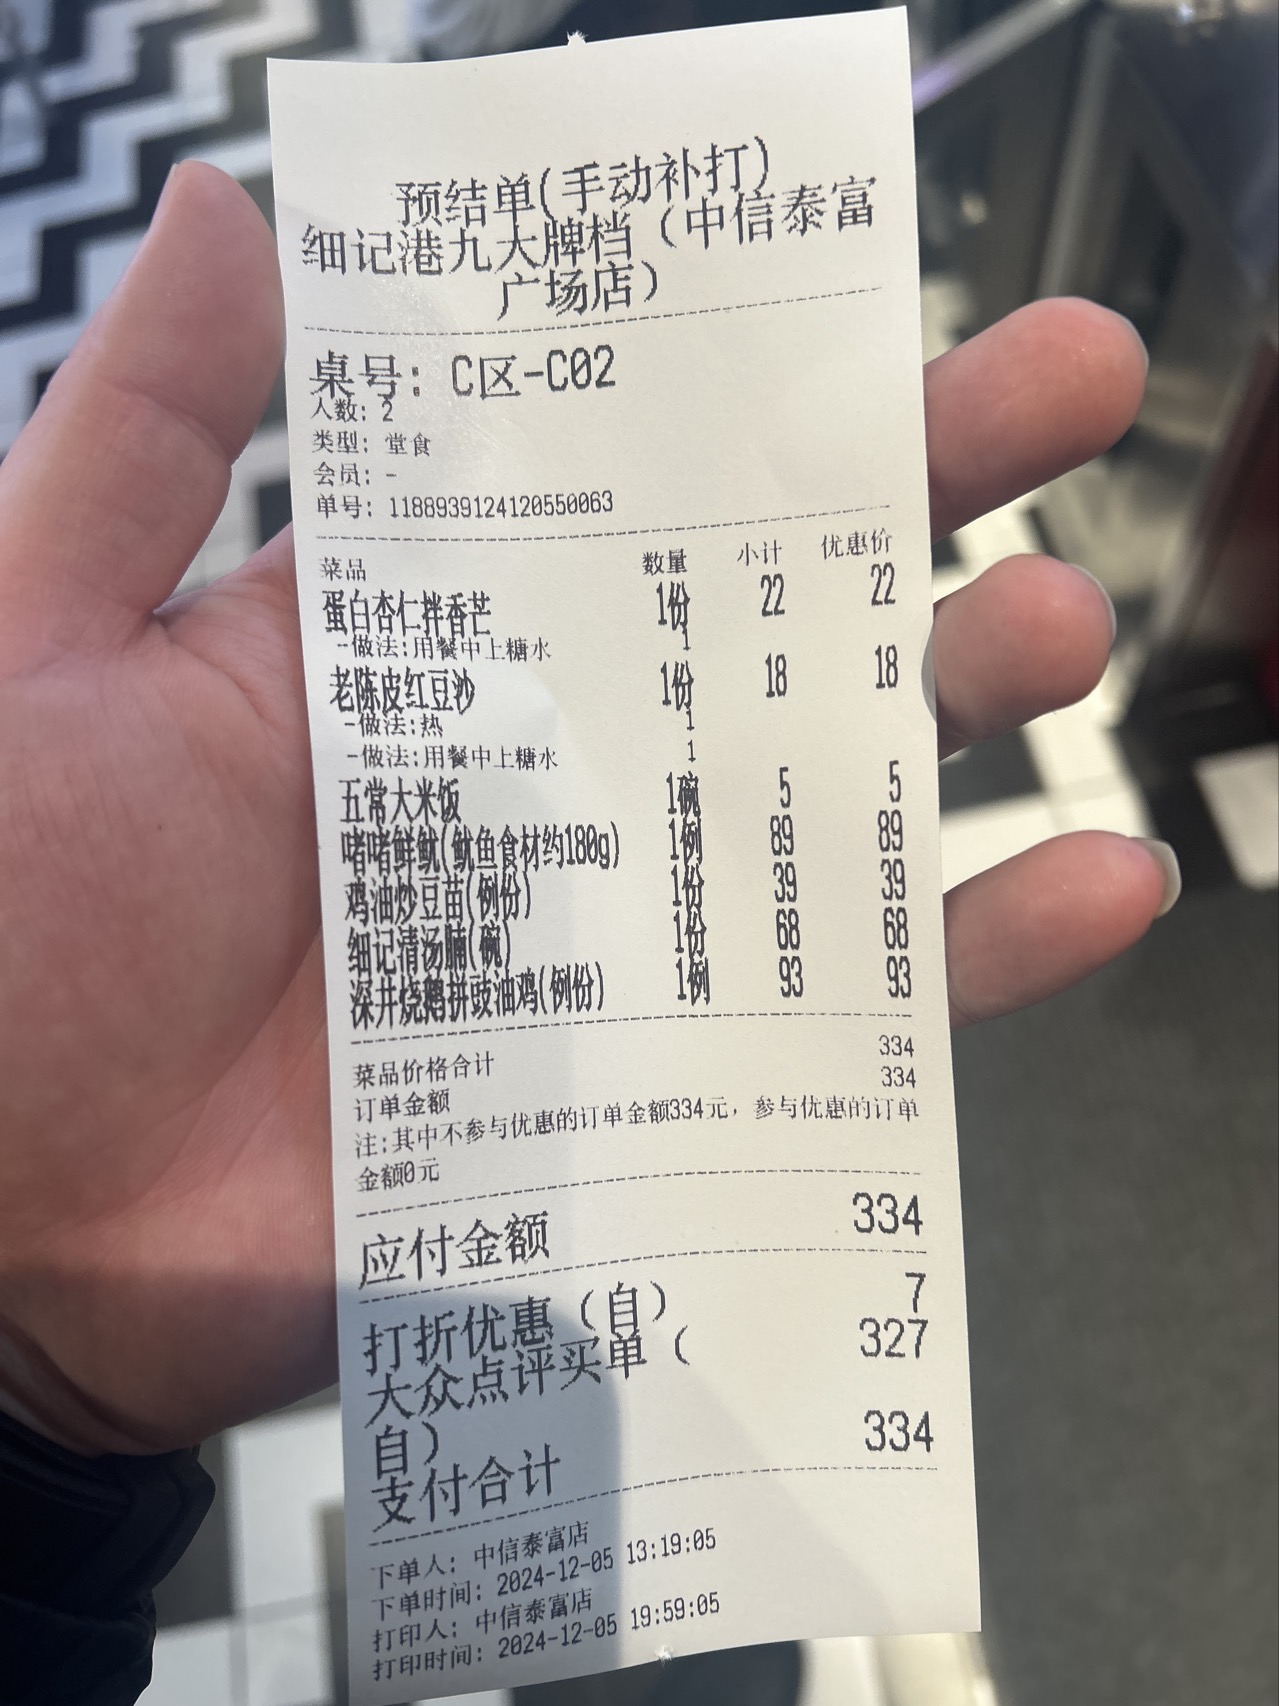 预结单(手动补打)
细记港九大牌档（中信泰富
广场店）
桌号: C区-C02
人数: 2
类型: 堂食
会员: -
单号: 1188939124120550063
菜品 数量 小计 优惠价
蛋白杏仁拌香芒 1份 22 22
-做法:用餐中上糖水 1
老陈皮红豆沙 1份 18 18
-做法:热 1
-做法:用餐中上糖水 1
五常大米饭 1碗 5 5
啫啫鲜鱿(鱿鱼食材约180g) 1例 89 89
鸡油炒豆苗(例份) 1份 39 39
细记清汤腩(碗) 1份 68 68
深井烧鹅拼豉油鸡(例份) 1例 93 93
菜品价格合计 334
订单金额 334
注:其中不参与优惠的订单金额334元，参与优惠的订单
金额0元
应付金额 334
打折优惠（自） 7
大众点评买单（ 327
自）
支付合计 334
下单人: 中信泰富店
下单时间: 2024-12-05 13:19:05
打印人: 中信泰富店
打印时间: 2024-12-05 19:59:05